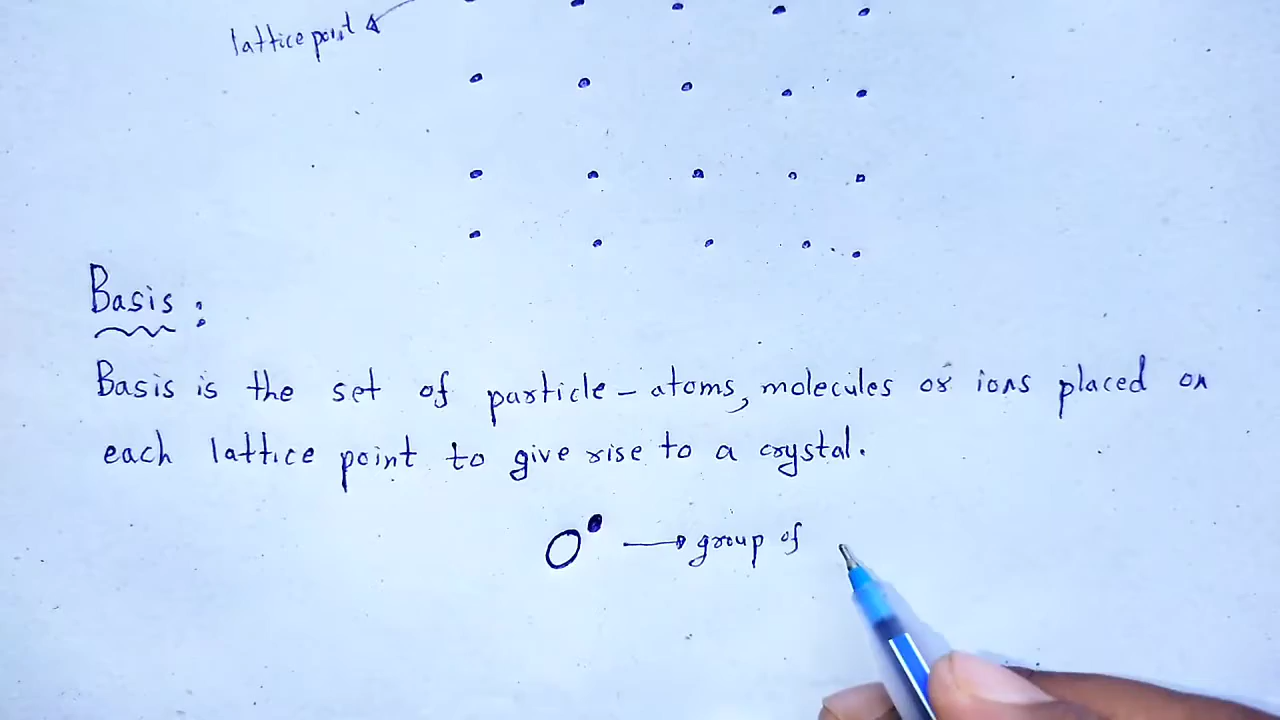 lattice point
Basis :
Basis is the set of particle - atoms, molecules or ions placed on
each lattice point to give rise to a crystal.
group of